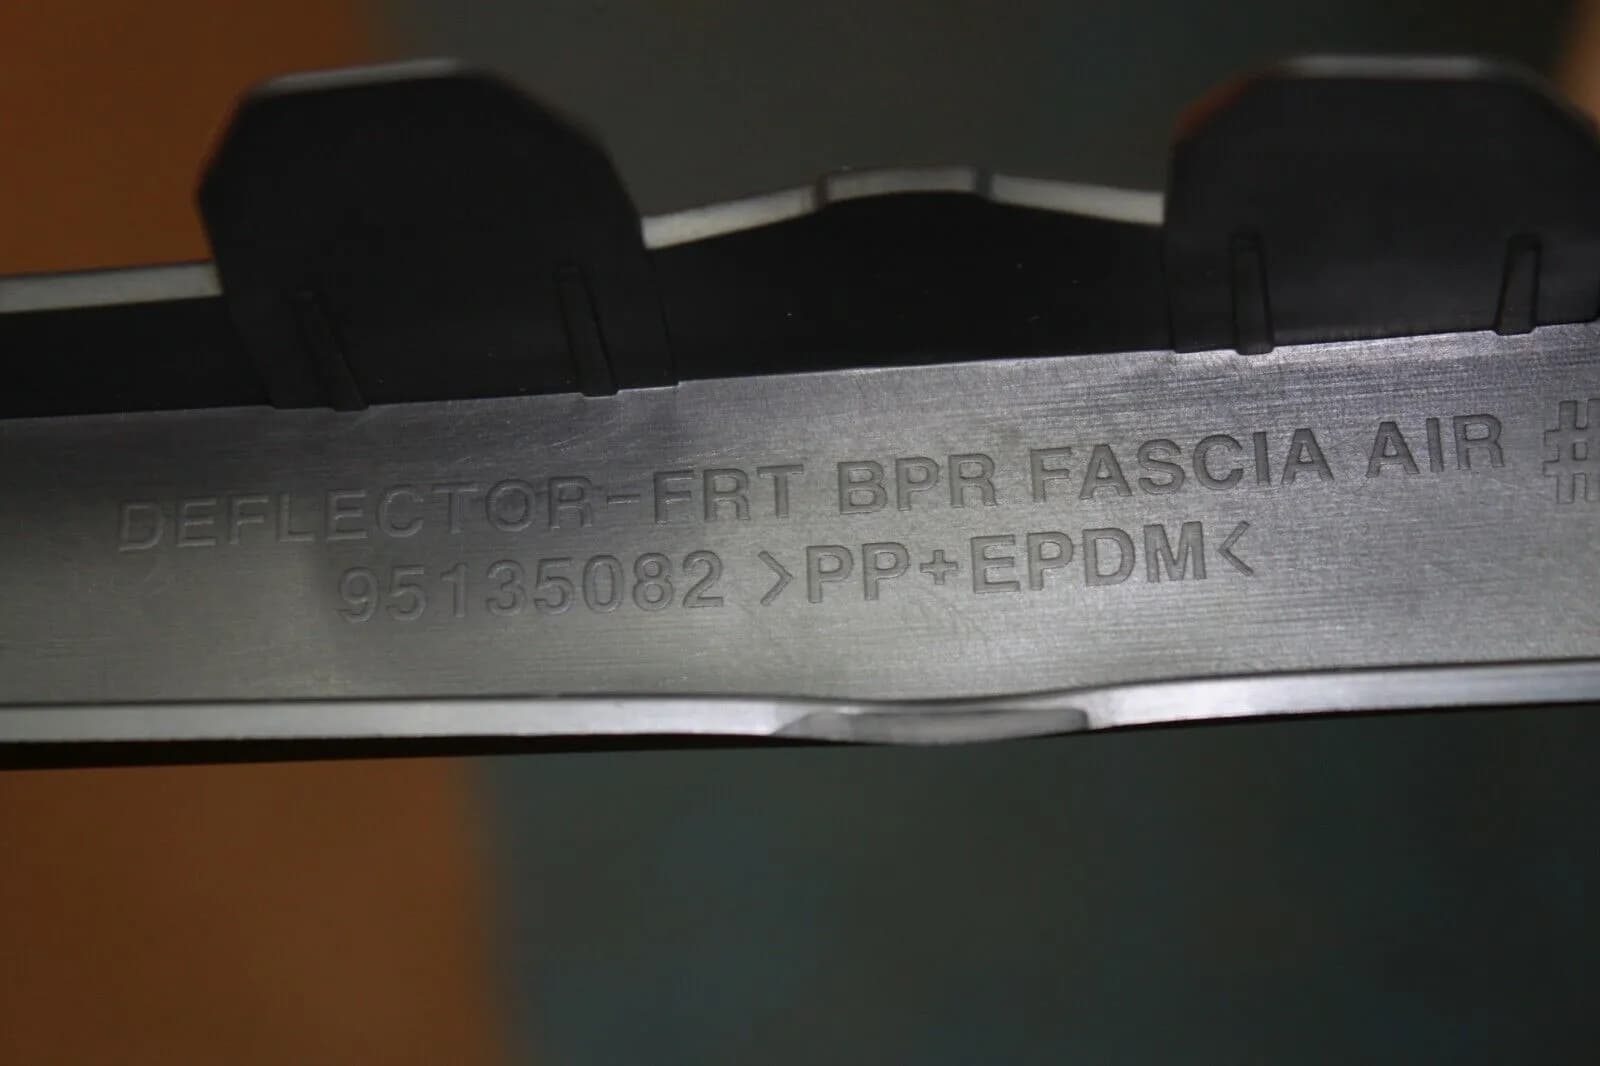 DEFLECTOR-FRT BPR FASCIA AIR #
95135082 >PP+EPDM<